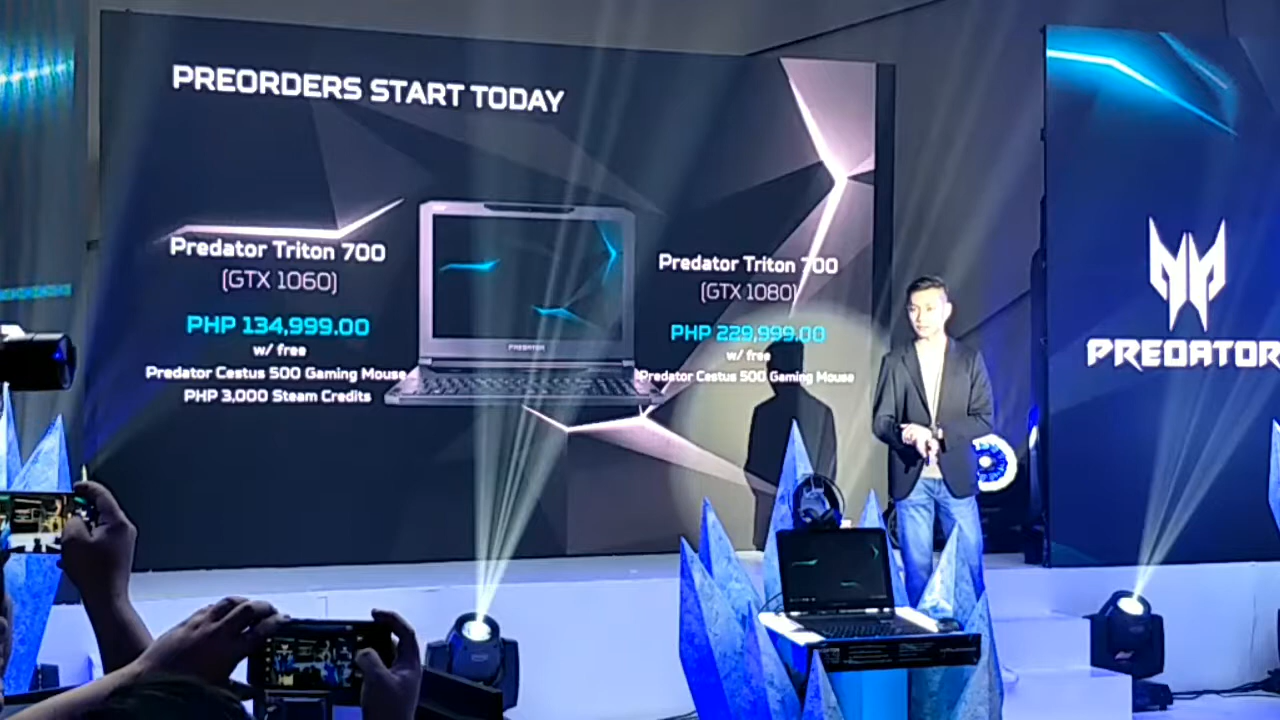 PREORDERS START TODAY
Predator Triton 700
(GTX 1060)
PHP 134,999.00
w/ free
Predator Cestus 500 Gaming Mouse
PHP 3,000 Steam Credits
PREDATOR
Predator Triton 700
(GTX 1080)
PHP 229,999.00
w/ free
Predator Cestus 500 Gaming Mouse
PREDATOR